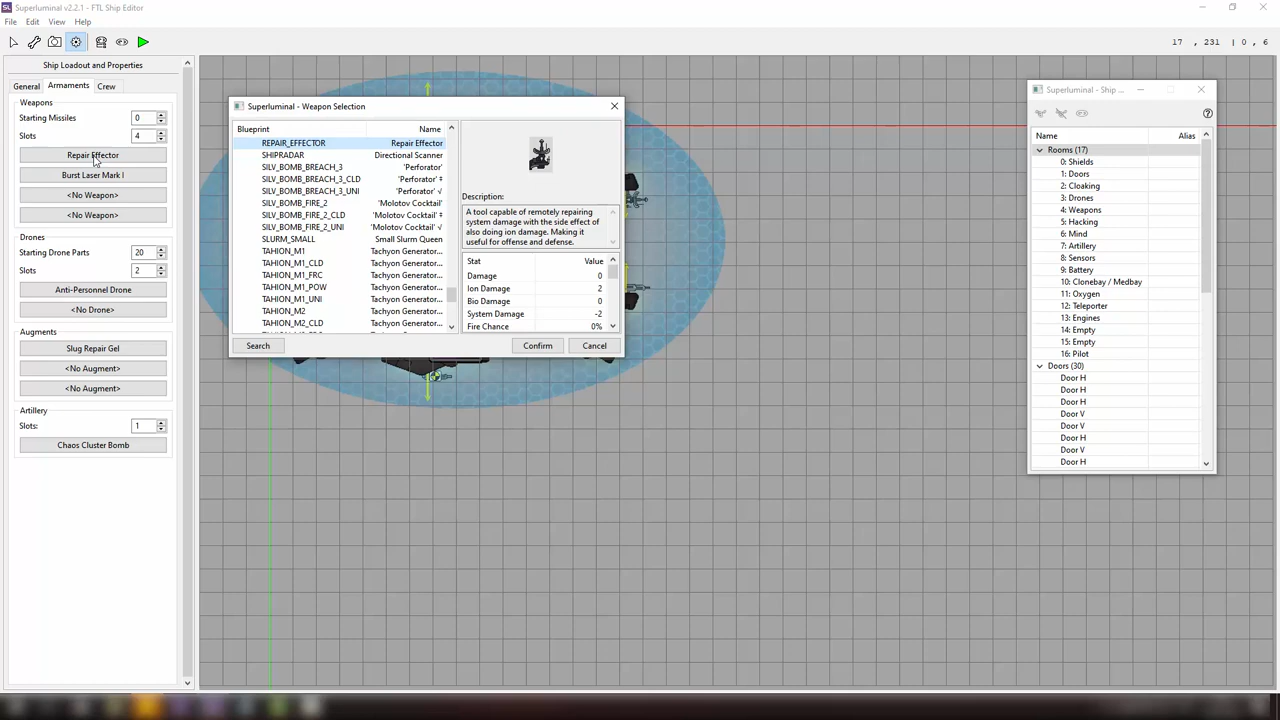 Superluminal v2.2.1 - FTL Ship Editor
File Edit View Help
17 , 231 | 0 , 6
Ship Loadout and Properties
General Armaments Crew
Weapons
Starting Missiles 0
Slots 4
Repair Effector
Burst Laser Mark I
<No Weapon>
<No Weapon>
Drones
Starting Drone Parts 20
Slots 2
Anti-Personnel Drone
<No Drone>
Augments
Slug Repair Gel
<No Augment>
<No Augment>
Artillery
Slots: 1
Chaos Cluster Bomb
Superluminal - Weapon Selection
Blueprint Name
REPAIR_EFFECTOR Repair Effector
SHIPRADAR Directional Scanner
SILV_BOMB_BREACH_3 'Perforator'
SILV_BOMB_BREACH_3_CLD 'Perforator' ‡
SILV_BOMB_BREACH_3_UNI 'Perforator' √
SILV_BOMB_FIRE_2 'Molotov Cocktail'
SILV_BOMB_FIRE_2_CLD 'Molotov Cocktail' ‡
SILV_BOMB_FIRE_2_UNI 'Molotov Cocktail' √
SLURM_SMALL Small Slurm Queen
TAHION_M1 Tachyon Generator...
TAHION_M1_CLD Tachyon Generator...
TAHION_M1_FRC Tachyon Generator...
TAHION_M1_POW Tachyon Generator...
TAHION_M1_UNI Tachyon Generator...
TAHION_M2 Tachyon Generator...
TAHION_M2_CLD Tachyon Generator...
Search
Description:
A tool capable of remotely repairing
system damage with the side effect of
also doing ion damage. Making it
useful for offense and defense.
Stat Value
Damage 0
Ion Damage 2
Bio Damage 0
System Damage -2
Fire Chance 0%
Confirm Cancel
Superluminal - Ship ...
Name Alias
Rooms (17)
0: Shields
1: Doors
2: Cloaking
3: Drones
4: Weapons
5: Hacking
6: Mind
7: Artillery
8: Sensors
9: Battery
10: Clonebay / Medbay
11: Oxygen
12: Teleporter
13: Engines
14: Empty
15: Empty
16: Pilot
Doors (30)
Door H
Door H
Door H
Door V
Door V
Door H
Door V
Door H